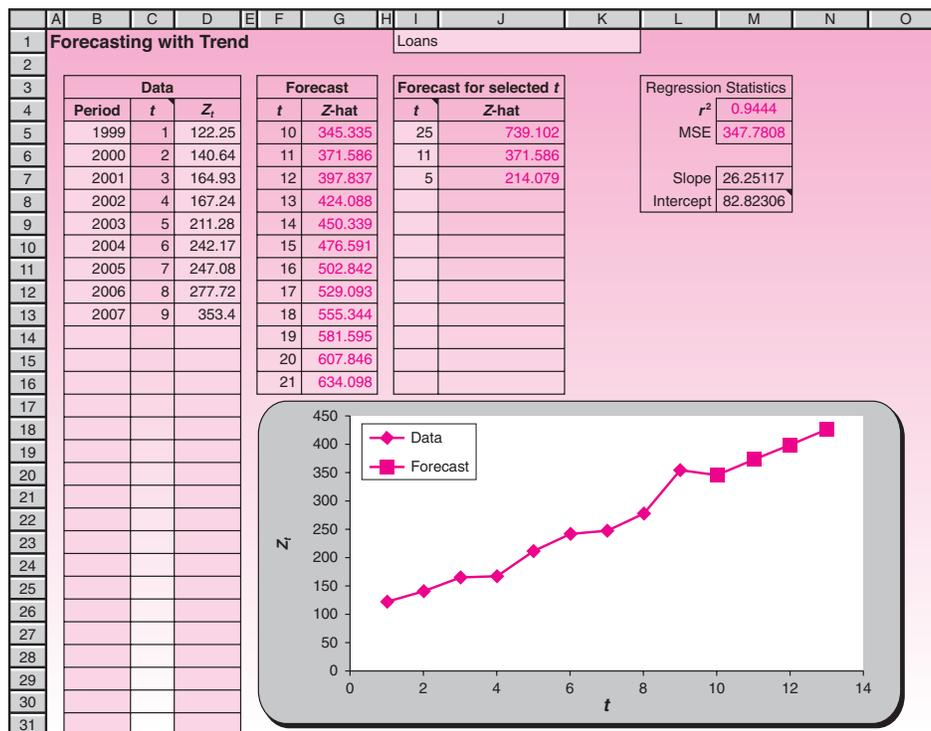 A B C D E F G H I J K L M N O
1 Forecasting with Trend Loans
2
3 Data Forecast Forecast for selected t Regression Statistics
4 Period t Zt t Z-hat t Z-hat r² 0.9444
5 1999 1 122.25 10 345.335 25 739.102 MSE 347.7808
6 2000 2 140.64 11 371.586 11 371.586
7 2001 3 164.93 12 397.837 5 214.079 Slope 26.25117
8 2002 4 167.24 13 424.088 Intercept 82.82306
9 2003 5 211.28 14 450.339
10 2004 6 242.17 15 476.591
11 2005 7 247.08 16 502.842
12 2006 8 277.72 17 529.093
13 2007 9 353.4 18 555.344
14 19 581.595
15 20 607.846
16 21 634.098
17
18
19
20
21
22
23
24
25
26
27
28
29
30
31
450
400
350
300
250
200
150
100
50
0
Zt
Data
Forecast
0 2 4 6 8 10 12 14
t